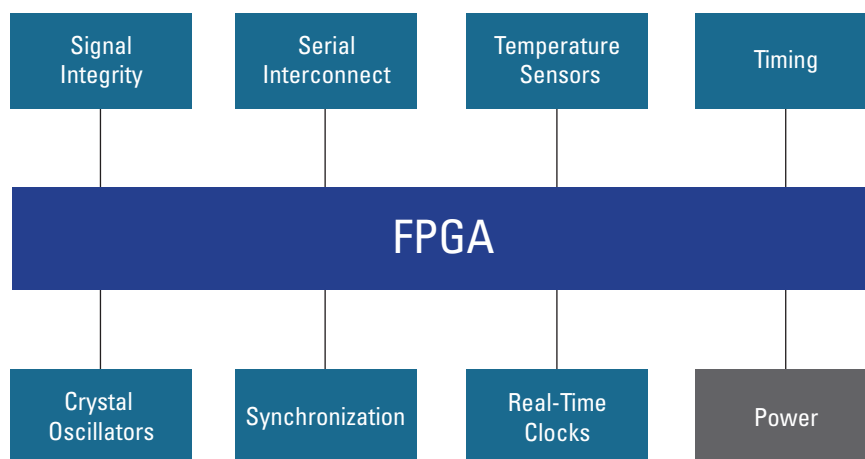 Signal
Integrity
Serial
Interconnect
Temperature
Sensors
Timing
FPGA
Crystal
Oscillators
Synchronization
Real-Time
Clocks
Power